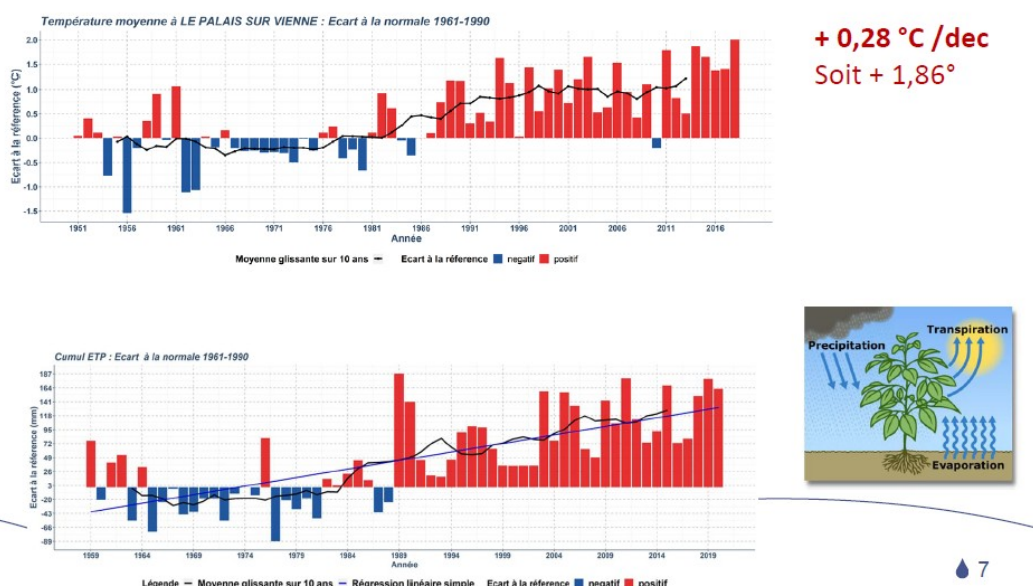 Température moyenne à LE PALAIS SUR VIENNE : Ecart à la normale 1961-1990
+ 0,28 °C /dec
Soit + 1,86°
Ecart à la réference (°C)
2.0
1.5
1.0
0.5
0.0
-0.5
-1.0
-1.5
1951 1956 1961 1966 1971 1976 1981 1986 1991 1996 2001 2006 2011 2016
Année
Moyenne glissante sur 10 ans Ecart à la réference negatif positif
Cumul ETP : Ecart à la normale 1961-1990
Ecart à la réference (mm)
187
164
141
118
95
72
49
26
3
-20
-43
-66
-89
1959 1964 1969 1974 1979 1984 1989 1994 1999 2004 2009 2014 2019
Année
Légende Moyenne glissante sur 10 ans Régression linéaire simple Ecart à la réference negatif positif
Precipitation
Transpiration
Evaporation
7